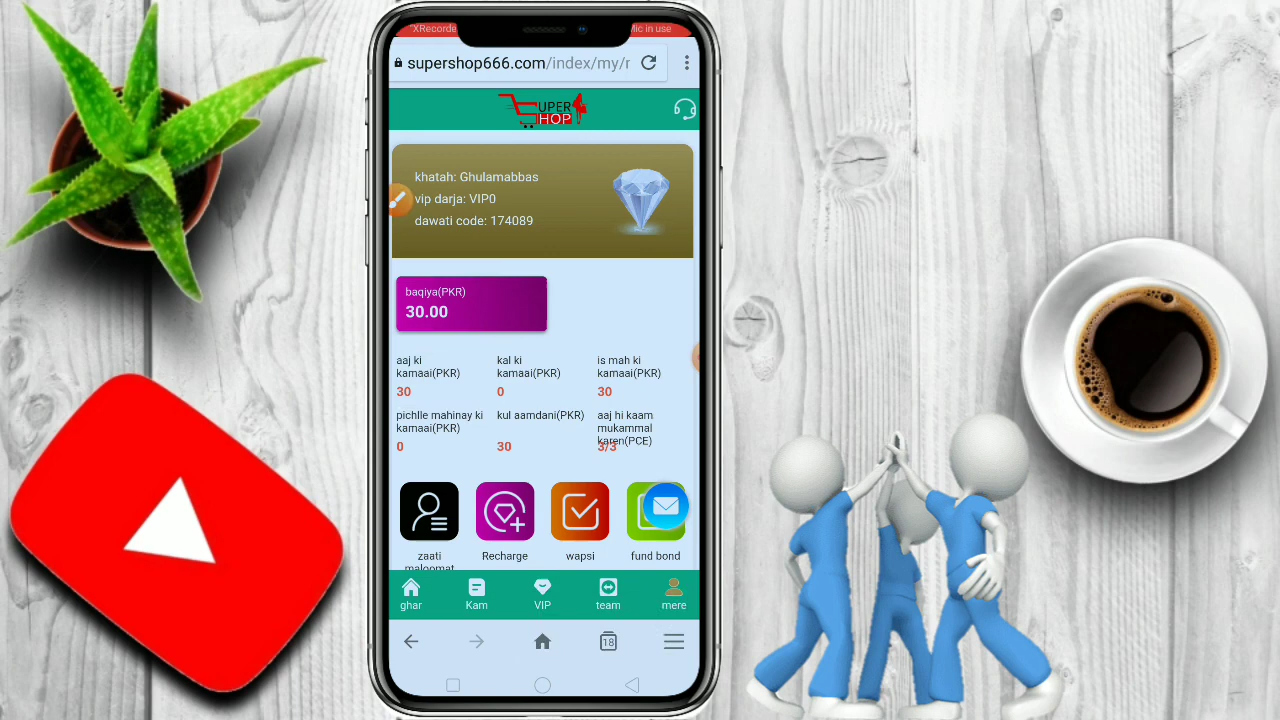 "XRecorde
Mic in use
supershop666.com/index/my/r
UPER
HOP
khatah: Ghulamabbas
vip darja: VIP0
dawati code: 174089
baqiya(PKR)
30.00
aaj ki
kamaai(PKR)
30
kal ki
kamaai(PKR)
0
is mah ki
kamaai(PKR)
30
pichlle mahinay ki
kamaai(PKR)
0
kul aamdani(PKR)
30
aaj hi kaam
mukammal
karen(PCE)
3/3
zaati
maloomat
Recharge
wapsi
fund bond
ghar
Kam
VIP
team
mere
18